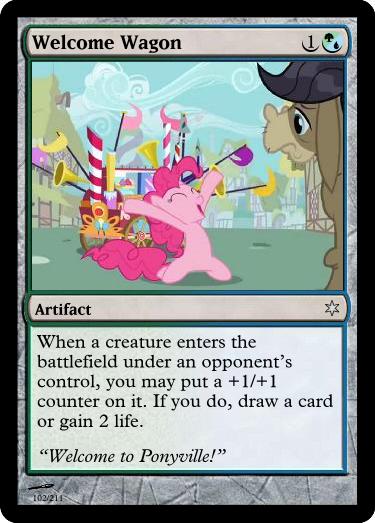 Welcome Wagon 1
Artifact
When a creature enters the
battlefield under an opponent's
control, you may put a +1/+1
counter on it. If you do, draw a card
or gain 2 life.
“Welcome to Ponyville!”
102/211